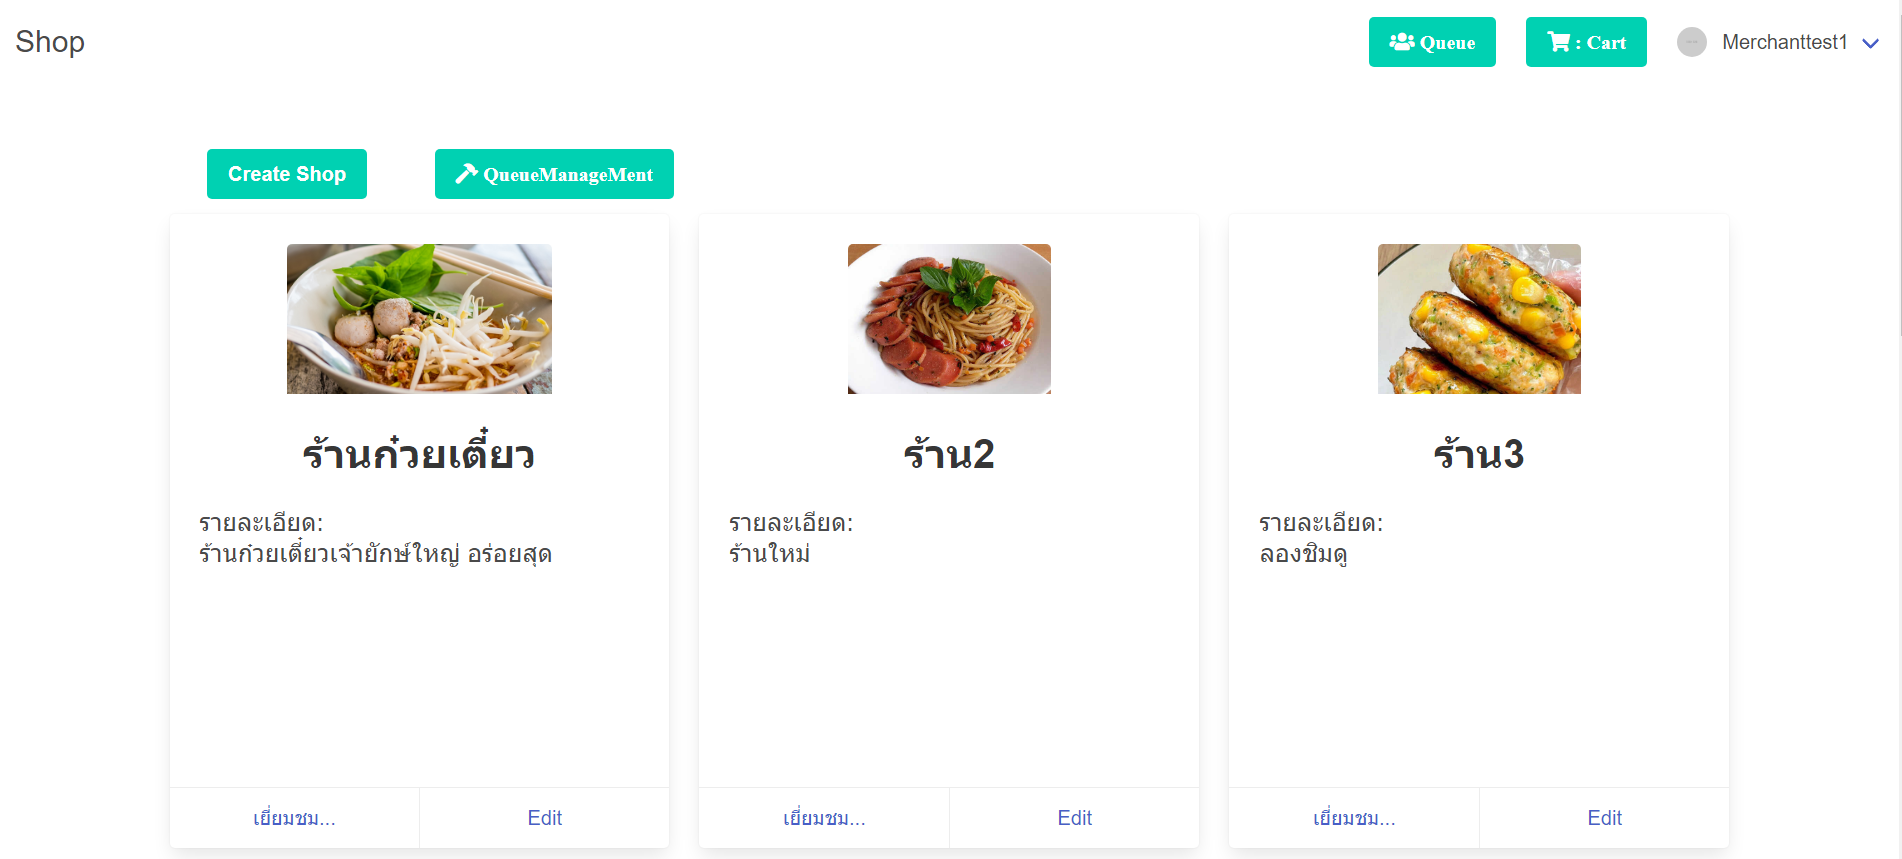 Shop
Queue
: Cart
Merchanttest1
Create Shop
QueueManageMent
ร้านก๋วยเตี๋ยว
รายละเอียด:
ร้านก๋วยเตี๋ยวเจ้ายักษ์ใหญ่ อร่อยสุด
เยี่ยมชม...
Edit
ร้าน2
รายละเอียด:
ร้านใหม่
เยี่ยมชม...
Edit
ร้าน3
รายละเอียด:
ลองชิมดู
เยี่ยมชม...
Edit